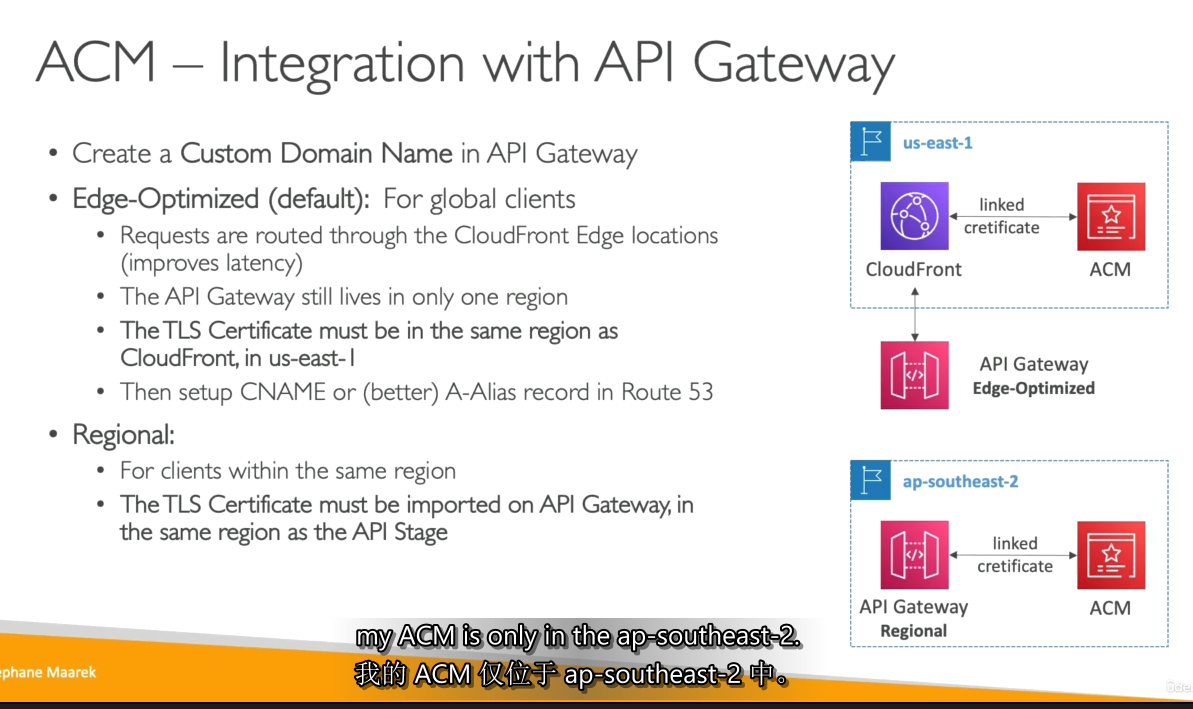 ACM – Integration with API Gateway
• Create a Custom Domain Name in API Gateway
• Edge-Optimized (default): For global clients
• Requests are routed through the CloudFront Edge locations
(improves latency)
• The API Gateway still lives in only one region
• The TLS Certificate must be in the same region as
CloudFront, in us-east-1
• Then setup CNAME or (better) A-Alias record in Route 53
• Regional:
• For clients within the same region
• The TLS Certificate must be imported on API Gateway, in
the same region as the API Stage
us-east-1
linked
cretificate
CloudFront
ACM
API Gateway
Edge-Optimized
ap-southeast-2
linked
cretificate
API Gateway
Regional
ACM
my ACM is only in the ap-southeast-2.
我的 ACM 仅位于 ap-southeast-2 中。
ephane Maarek